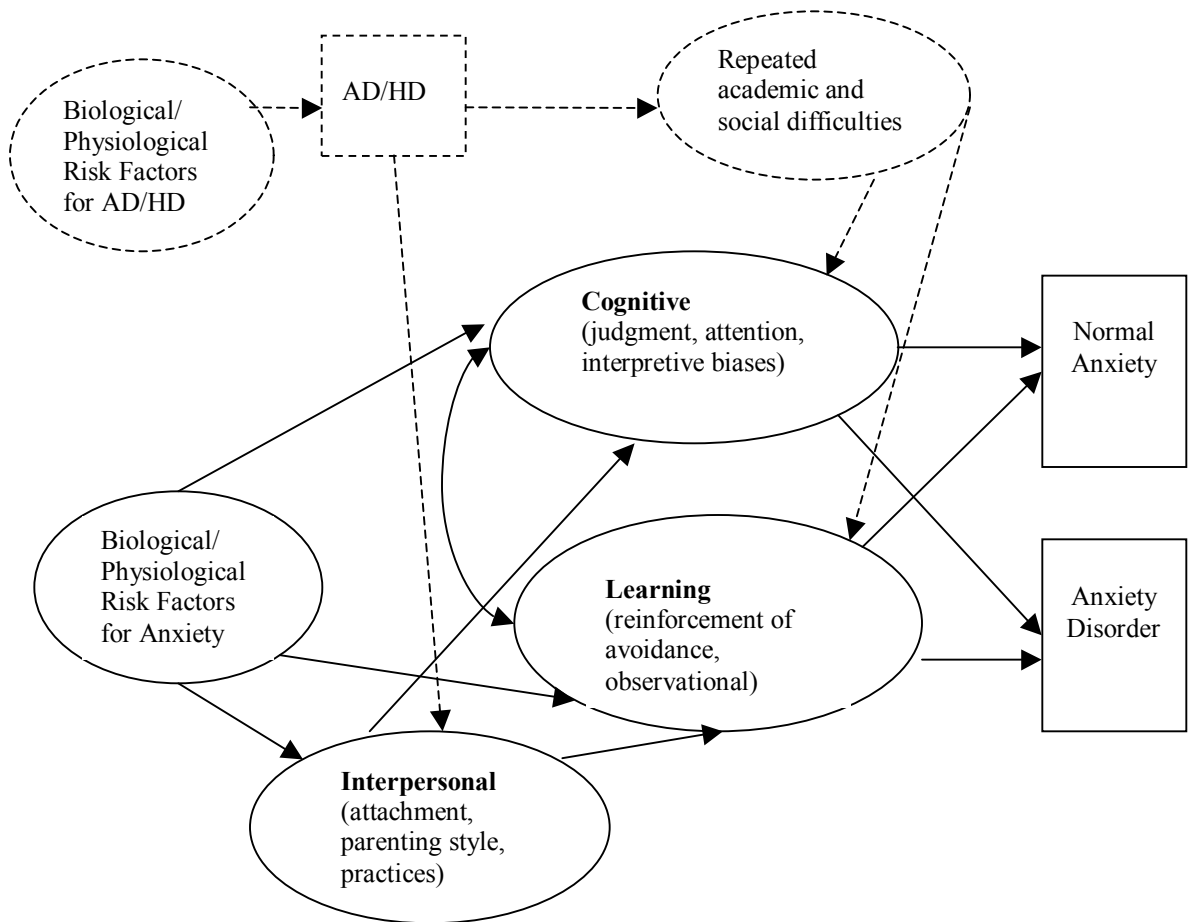 Biological/
Physiological
Risk Factors
for AD/HD
AD/HD
Repeated
academic and
social difficulties
Cognitive
(judgment, attention,
interpretive biases)
Normal
Anxiety
Biological/
Physiological
Risk Factors
for Anxiety
Learning
(reinforcement of
avoidance,
observational)
Anxiety
Disorder
Interpersonal
(attachment,
parenting style,
practices)